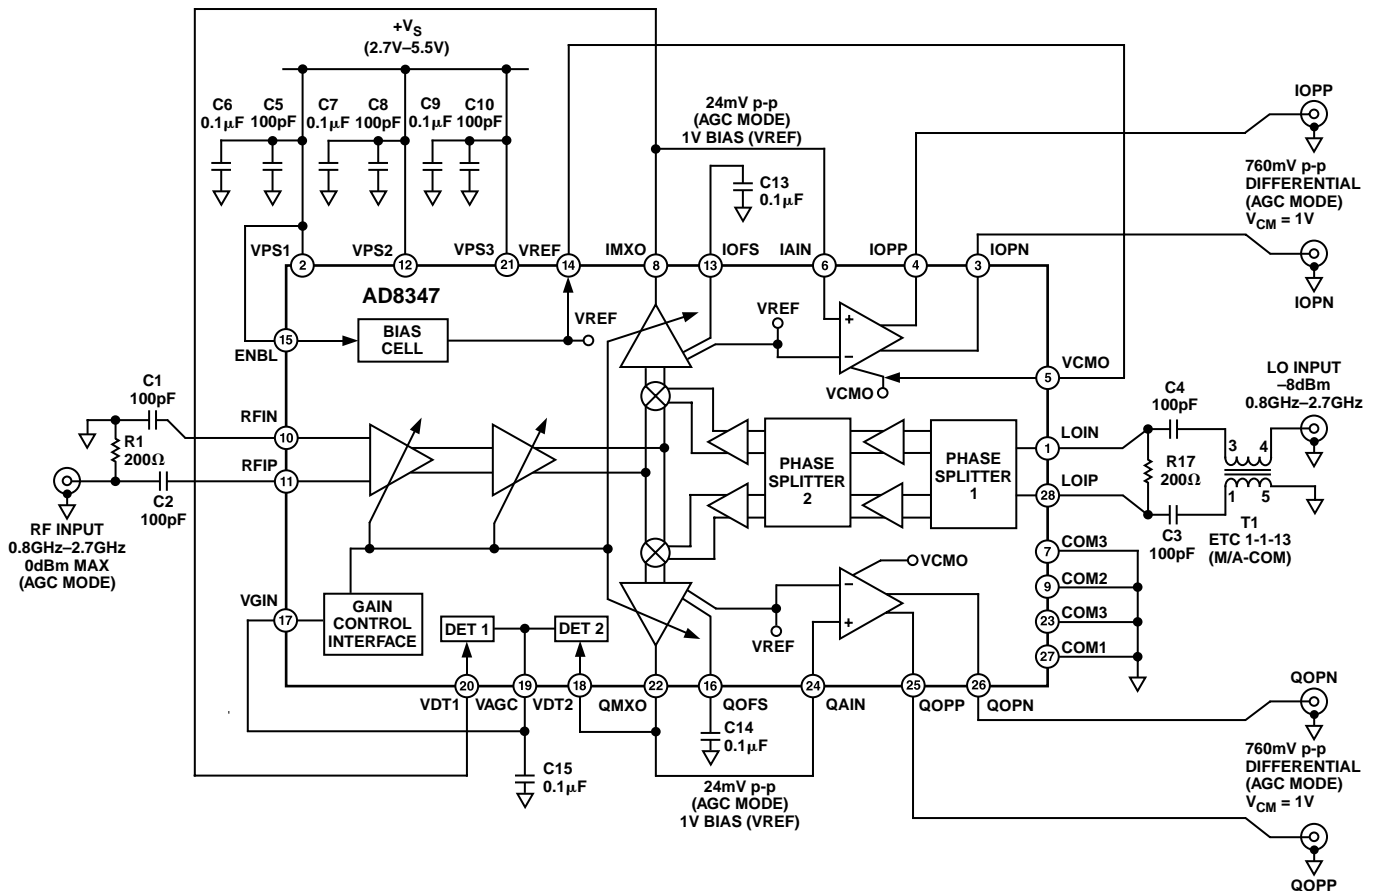 +VS
(2.7V–5.5V)
C6
0.1µF
C5
100pF
C7
0.1µF
C8
100pF
C9
0.1µF
C10
100pF
24mV p-p
(AGC MODE)
1V BIAS (VREF)
C13
0.1µF
IOPP
760mV p-p
DIFFERENTIAL
(AGC MODE)
VCM = 1V
IOPN
VPS1
VPS2
VPS3
VREF
IMXO
IOFS
IAIN
IOPP
IOPN
2
12
21
14
8
13
6
4
3
AD8347
BIAS
CELL
VREF
VREF
+
–
VCMO
15
ENBL
5
VCMO
LO INPUT
–8dBm
0.8GHz–2.7GHz
C1
100pF
R1
200Ω
C2
100pF
RF INPUT
0.8GHz–2.7GHz
0dBm MAX
(AGC MODE)
RFIN
10
RFIP
11
PHASE
SPLITTER
2
PHASE
SPLITTER
1
1
LOIN
28
LOIP
C4
100pF
R17
200Ω
C3
100pF
3
4
1
5
T1
ETC 1-1-13
(M/A-COM)
7
COM3
9
COM2
23
COM3
27
COM1
VGIN
17
GAIN
CONTROL
INTERFACE
DET 1
DET 2
VREF
–
+
VCMO
20
19
18
22
16
24
25
26
VDT1
VAGC
VDT2
QMXO
QOFS
QAIN
QOPP
QOPN
C15
0.1µF
C14
0.1µF
24mV p-p
(AGC MODE)
1V BIAS (VREF)
QOPN
760mV p-p
DIFFERENTIAL
(AGC MODE)
VCM = 1V
QOPP